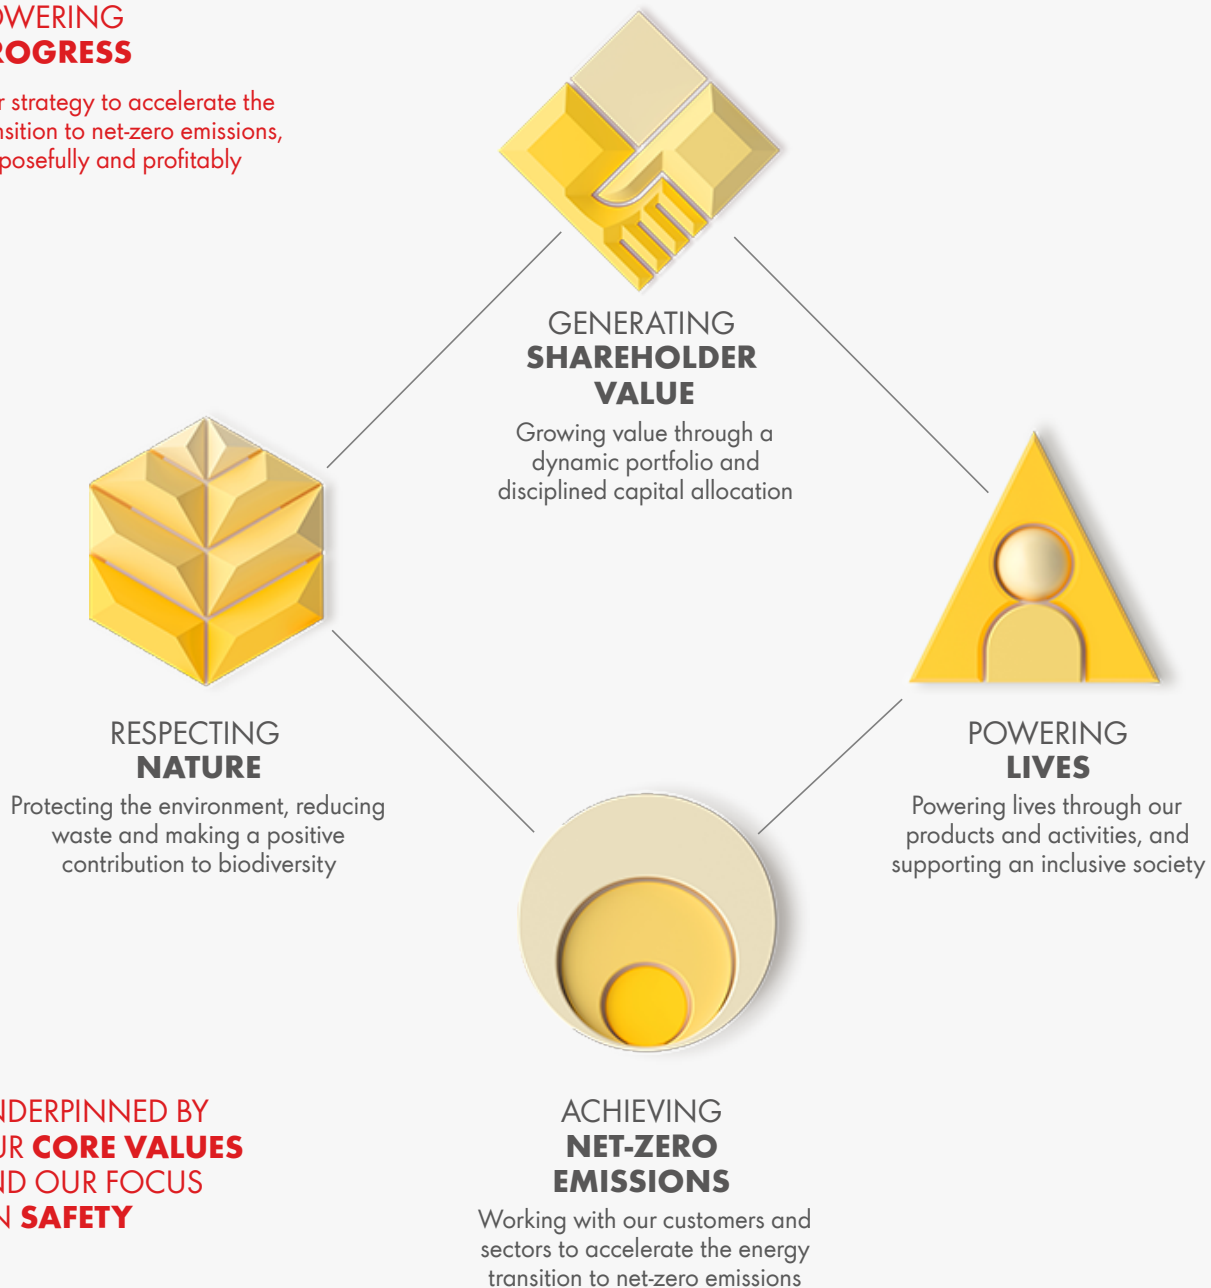 OWERING
ROGRESS
r strategy to accelerate the
nsition to net-zero emissions,
posefully and profitably
GENERATING
SHAREHOLDER
VALUE
Growing value through a
dynamic portfolio and
disciplined capital allocation
RESPECTING
NATURE
Protecting the environment, reducing
waste and making a positive
contribution to biodiversity
POWERING
LIVES
Powering lives through our
products and activities, and
supporting an inclusive society
ACHIEVING
NET-ZERO
EMISSIONS
Working with our customers and
sectors to accelerate the energy
transition to net-zero emissions
NDERPINNED BY
UR CORE VALUES
ND OUR FOCUS
N SAFETY